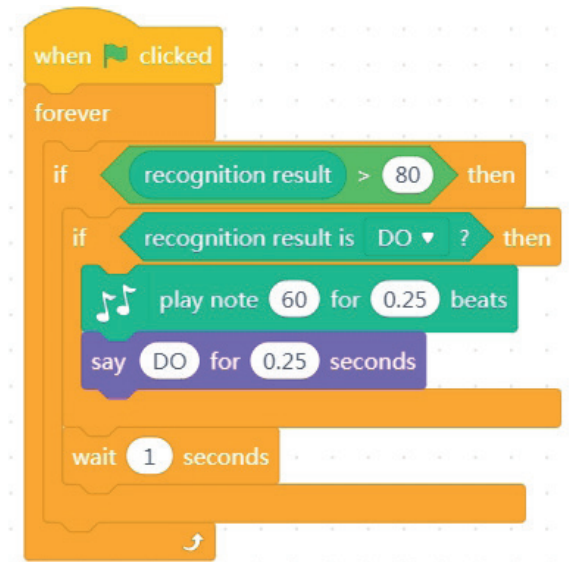 when clicked
forever
if recognition result > 80 then
if recognition result is DO ? then
play note 60 for 0.25 beats
say DO for 0.25 seconds
wait 1 seconds